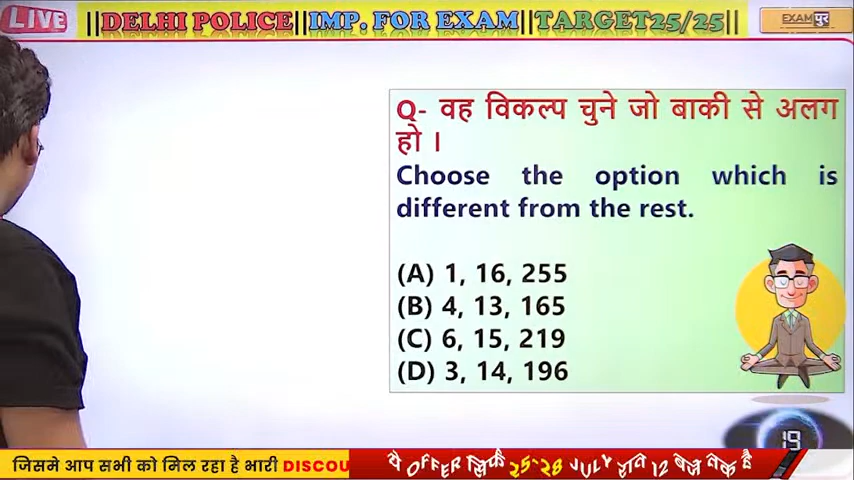 LIVE
||DELHI POLICE||IMP. FOR EXAM||TARGET25/25||
EXAM पुर
Q- वह विकल्प चुने जो बाकी से अलग
हो ।
Choose the option which is
different from the rest.
(A) 1, 16, 255
(B) 4, 13, 165
(C) 6, 15, 219
(D) 3, 14, 196
19
जिसमे आप सभी को मिल रहा है भारी DISCOU
ये OFFER सिर्फ 25-28 JULY रात 12 बजे तक है